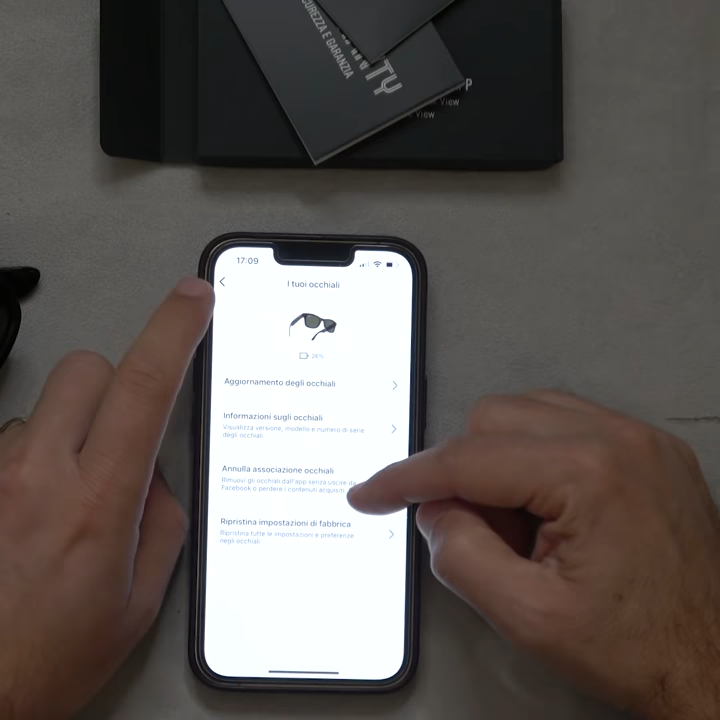 SICUREZZA E GARANZIA
View
View
17:09
I tuoi occhiali
26%
Aggiornamento degli occhiali
Informazioni sugli occhiali
Visualizza versione, modello e numero di serie
degli occhiali
Annulla associazione occhiali
Rimuovi gli occhiali dall'app senza uscire da
Facebook o perdere i contenuti acquisiti
Ripristina impostazioni di fabbrica
Ripristina tutte le impostazioni e preferenze
negli occhiali